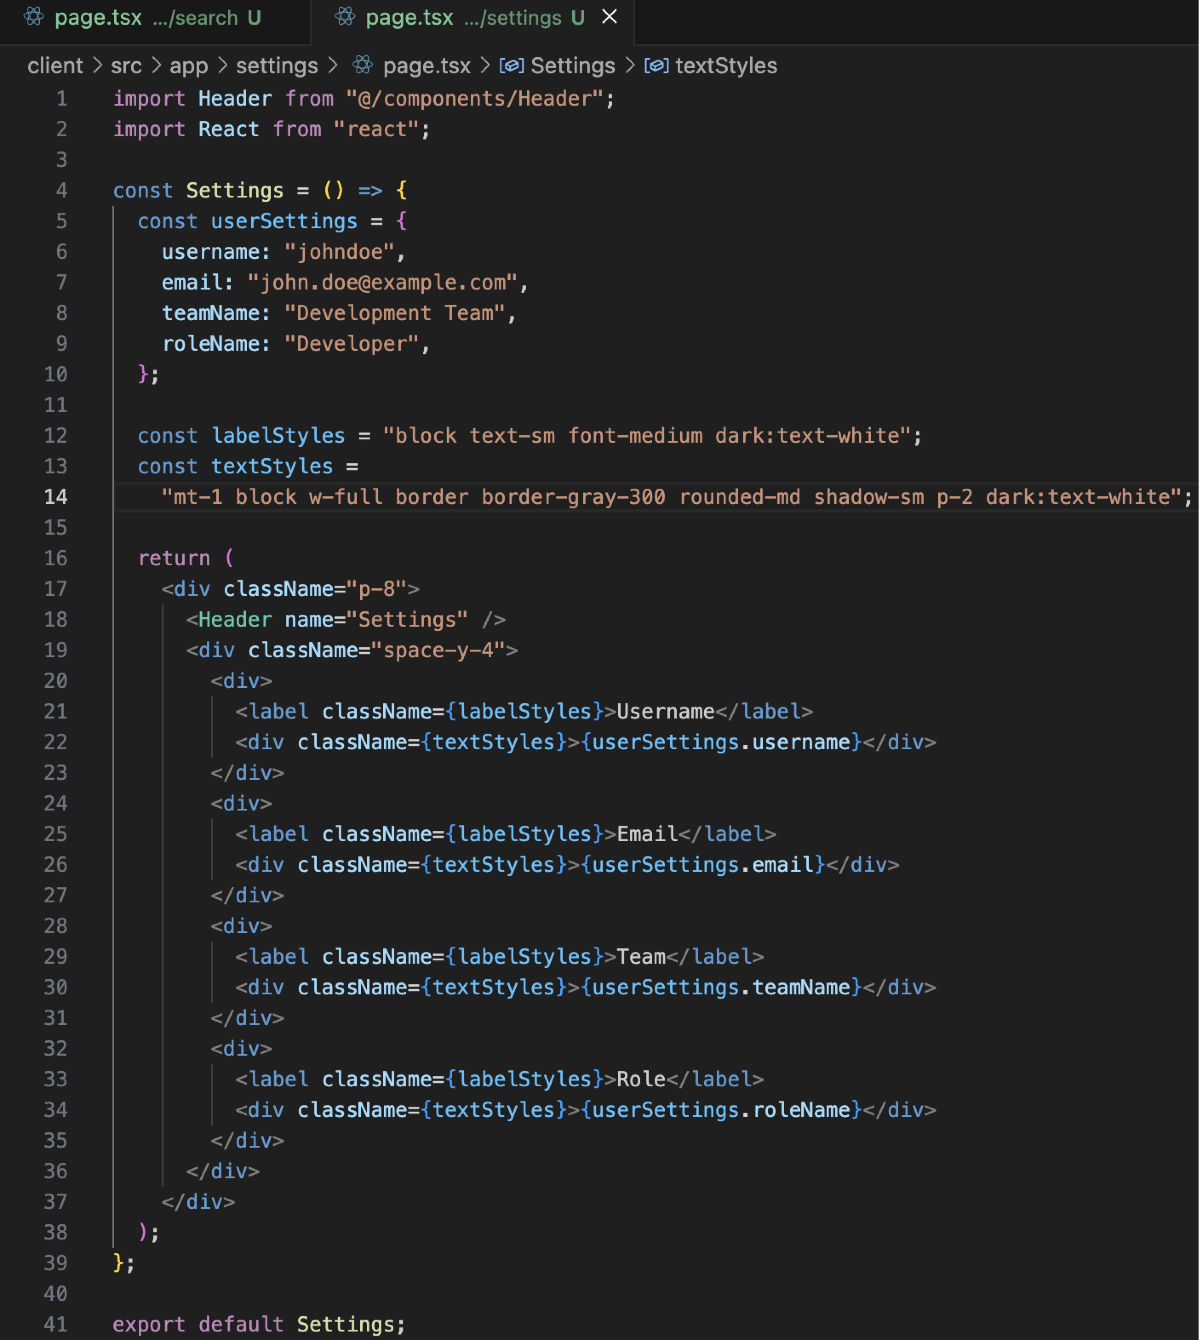 page.tsx .../search U page.tsx .../settings U ×
client > src > app > settings > page.tsx > Settings > textStyles
1 import Header from "@/components/Header";
2 import React from "react";
3
4 const Settings = () => {
5   const userSettings = {
6     username: "johndoe",
7     email: "john.doe@example.com",
8     teamName: "Development Team",
9     roleName: "Developer",
10   };
11
12   const labelStyles = "block text-sm font-medium dark:text-white";
13   const textStyles =
14     "mt-1 block w-full border border-gray-300 rounded-md shadow-sm p-2 dark:text-white";
15
16   return (
17     <div className="p-8">
18       <Header name="Settings" />
19       <div className="space-y-4">
20         <div>
21           <label className={labelStyles}>Username</label>
22           <div className={textStyles}>{userSettings.username}</div>
23         </div>
24         <div>
25           <label className={labelStyles}>Email</label>
26           <div className={textStyles}>{userSettings.email}</div>
27         </div>
28         <div>
29           <label className={labelStyles}>Team</label>
30           <div className={textStyles}>{userSettings.teamName}</div>
31         </div>
32         <div>
33           <label className={labelStyles}>Role</label>
34           <div className={textStyles}>{userSettings.roleName}</div>
35         </div>
36       </div>
37     </div>
38   );
39 };
40
41 export default Settings;